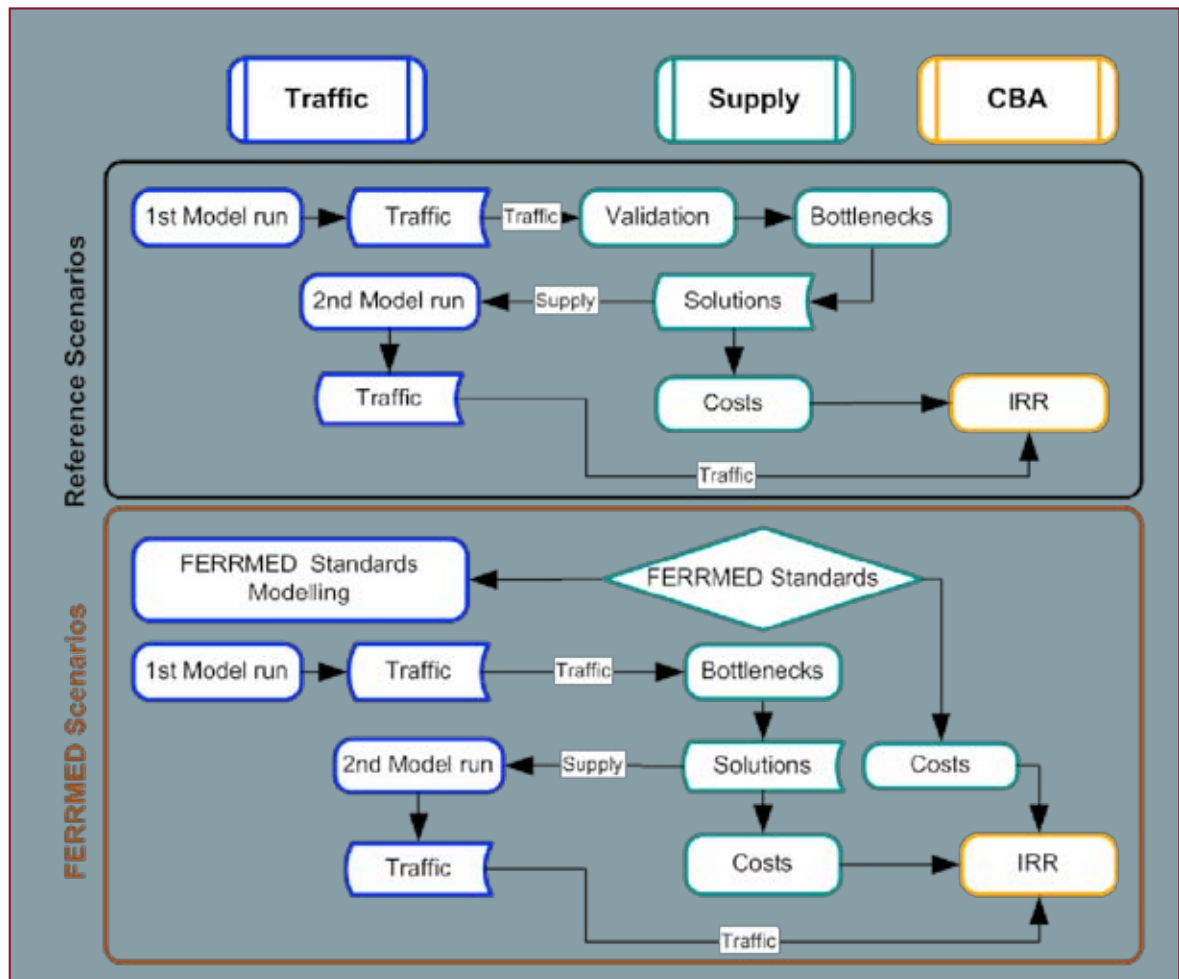 Traffic
Supply
CBA
Reference Scenarios
1st Model run
Traffic
Traffic
Validation
Bottlenecks
2nd Model run
Supply
Solutions
Traffic
Costs
IRR
Traffic
FERRMED Scenarios
FERRMED Standards
Modelling
FERRMED Standards
1st Model run
Traffic
Traffic
Bottlenecks
2nd Model run
Supply
Solutions
Costs
Traffic
Costs
IRR
Traffic